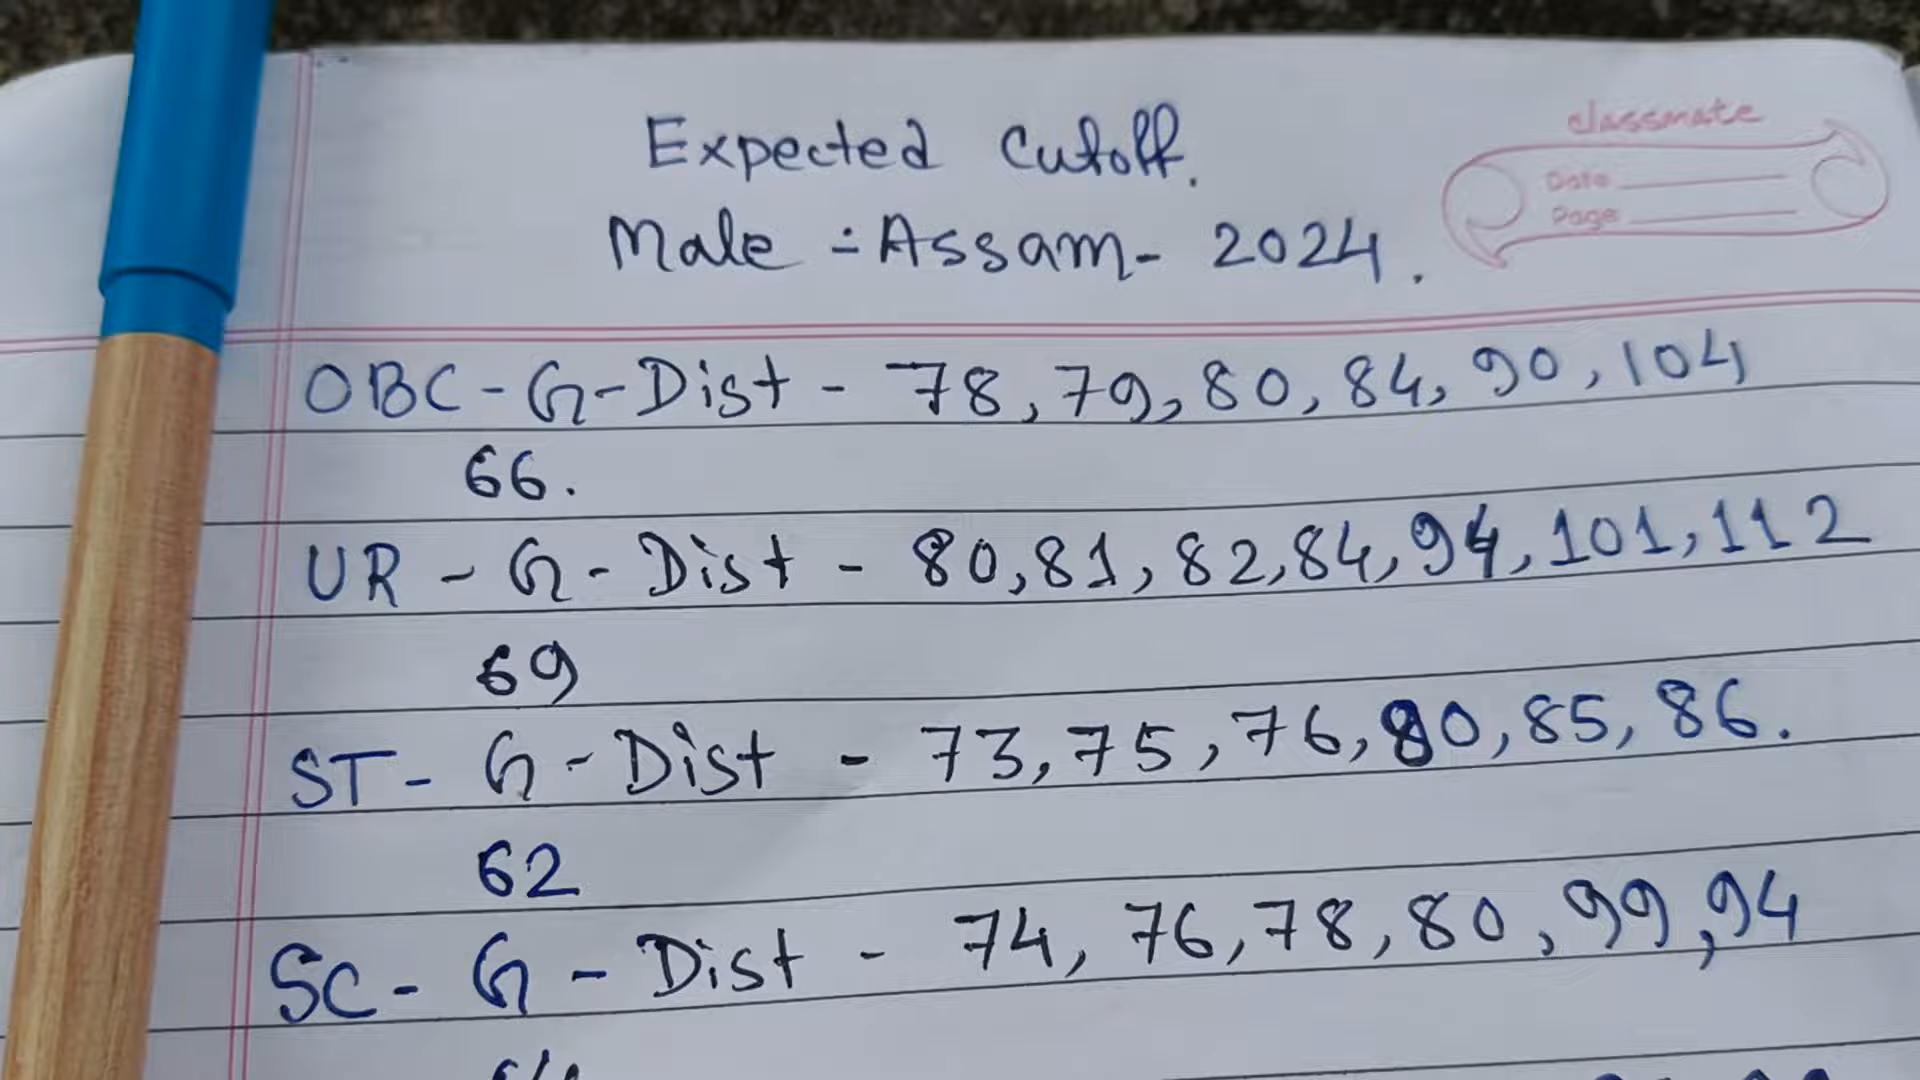 Expected Cutoff.
classmate
Date
Page
Male :- Assam - 2024.
OBC - G - Dist - 78, 79, 80, 84, 90, 104
66.
UR - G - Dist - 80, 81, 82, 84, 94, 101, 112
69
ST - G - Dist - 73, 75, 76, 80, 85, 86.
62
SC - G - Dist - 74, 76, 78, 80, 99, 94